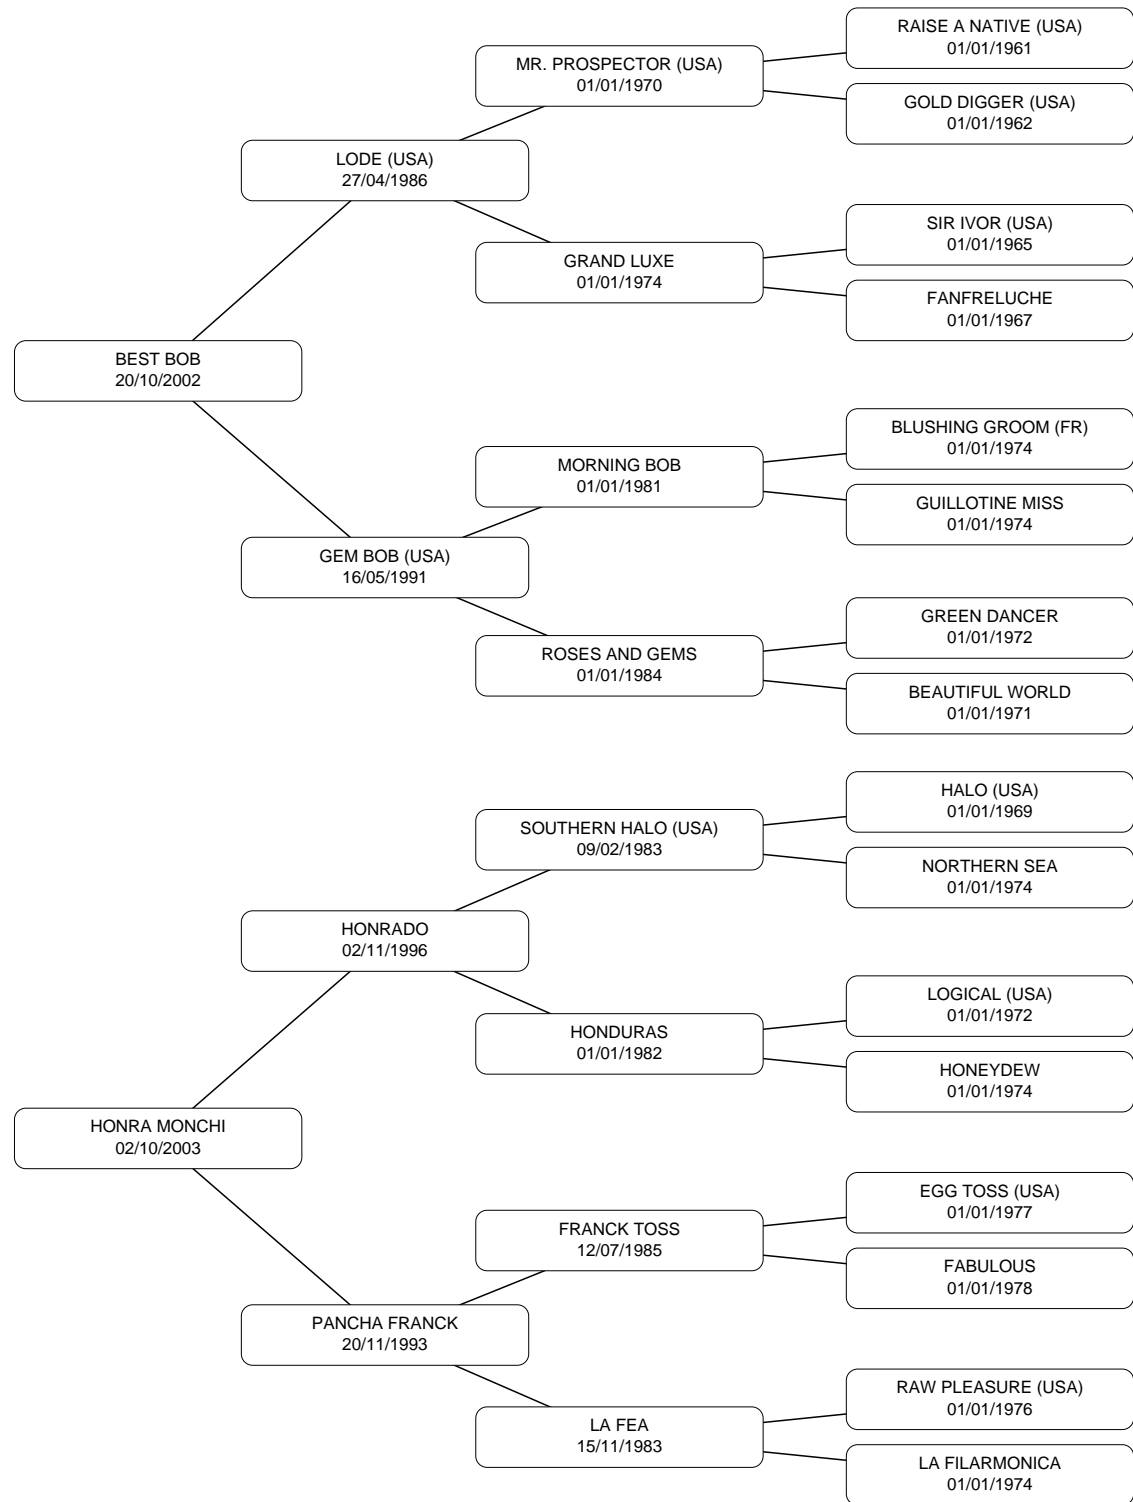 RAISE A NATIVE (USA)
01/01/1961
MR. PROSPECTOR (USA)
01/01/1970
GOLD DIGGER (USA)
01/01/1962
LODE (USA)
27/04/1986
SIR IVOR (USA)
01/01/1965
GRAND LUXE
01/01/1974
FANFRELUCHE
01/01/1967
BEST BOB
20/10/2002
BLUSHING GROOM (FR)
01/01/1974
MORNING BOB
01/01/1981
GUILLOTINE MISS
01/01/1974
GEM BOB (USA)
16/05/1991
GREEN DANCER
01/01/1972
ROSES AND GEMS
01/01/1984
BEAUTIFUL WORLD
01/01/1971
HALO (USA)
01/01/1969
SOUTHERN HALO (USA)
09/02/1983
NORTHERN SEA
01/01/1974
HONRADO
02/11/1996
LOGICAL (USA)
01/01/1972
HONDURAS
01/01/1982
HONEYDEW
01/01/1974
HONRA MONCHI
02/10/2003
EGG TOSS (USA)
01/01/1977
FRANCK TOSS
12/07/1985
FABULOUS
01/01/1978
PANCHA FRANCK
20/11/1993
RAW PLEASURE (USA)
01/01/1976
LA FEA
15/11/1983
LA FILARMONICA
01/01/1974